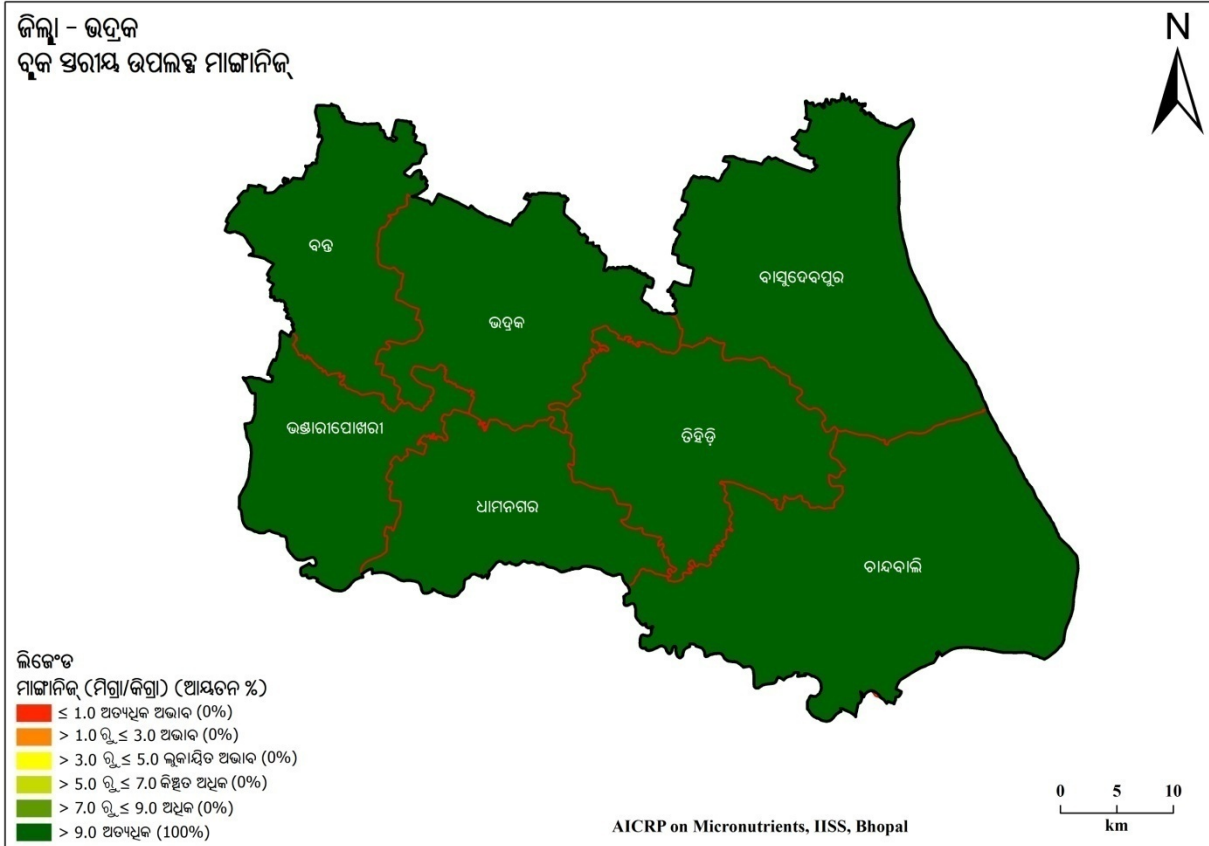 ଜିଲ୍ଲା - ଭଦ୍ରକ
ବ୍ଲକ ସ୍ତରୀୟ ଉପଲବ୍ଧ ମାଙ୍ଗାନିଜ୍
N
ବନ୍ତ
ବାସୁଦେବପୁର
ଭଦ୍ରକ
ଭଣ୍ଡାରୀପୋଖରୀ
ତିହିଡ଼ି
ଧାମନଗର
ଚାନ୍ଦବାଲି
ଲିଜେଂଡ
ମାଙ୍ଗାନିଜ୍ (ମିଗ୍ରା/କିଗ୍ରା) (ଆୟତନ %)
≤ 1.0 ଅତ୍ୟଧିକ ଅଭାବ (0%)
> 1.0 ରୁ ≤ 3.0 ଅଭାବ (0%)
> 3.0 ରୁ ≤ 5.0 ଲୁକାୟିତ ଅଭାବ (0%)
> 5.0 ରୁ ≤ 7.0 କିଞ୍ଚିତ ଅଧିକ (0%)
> 7.0 ରୁ ≤ 9.0 ଅଧିକ (0%)
> 9.0 ଅତ୍ୟଧିକ (100%)
0 5 10
km
AICRP on Micronutrients, IISS, Bhopal